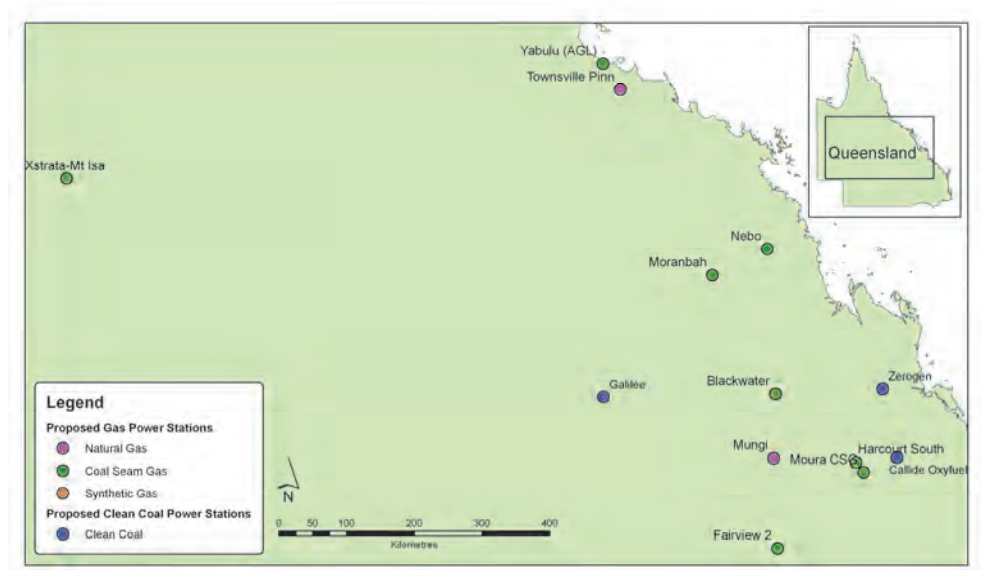 Yabulu (AGL)
Townsville Pinn
Xstrata-Mt Isa
Queensland
Nebo
Moranbah
Galilee
Blackwater
Zerogen
Mungi
Moura CSG
Harcourt South
Callide Oxyfuel
Fairview 2
Legend
Proposed Gas Power Stations
Natural Gas
Coal Seam Gas
Synthetic Gas
Proposed Clean Coal Power Stations
Clean Coal
N
0 50 100 200 300 400
Kilometres